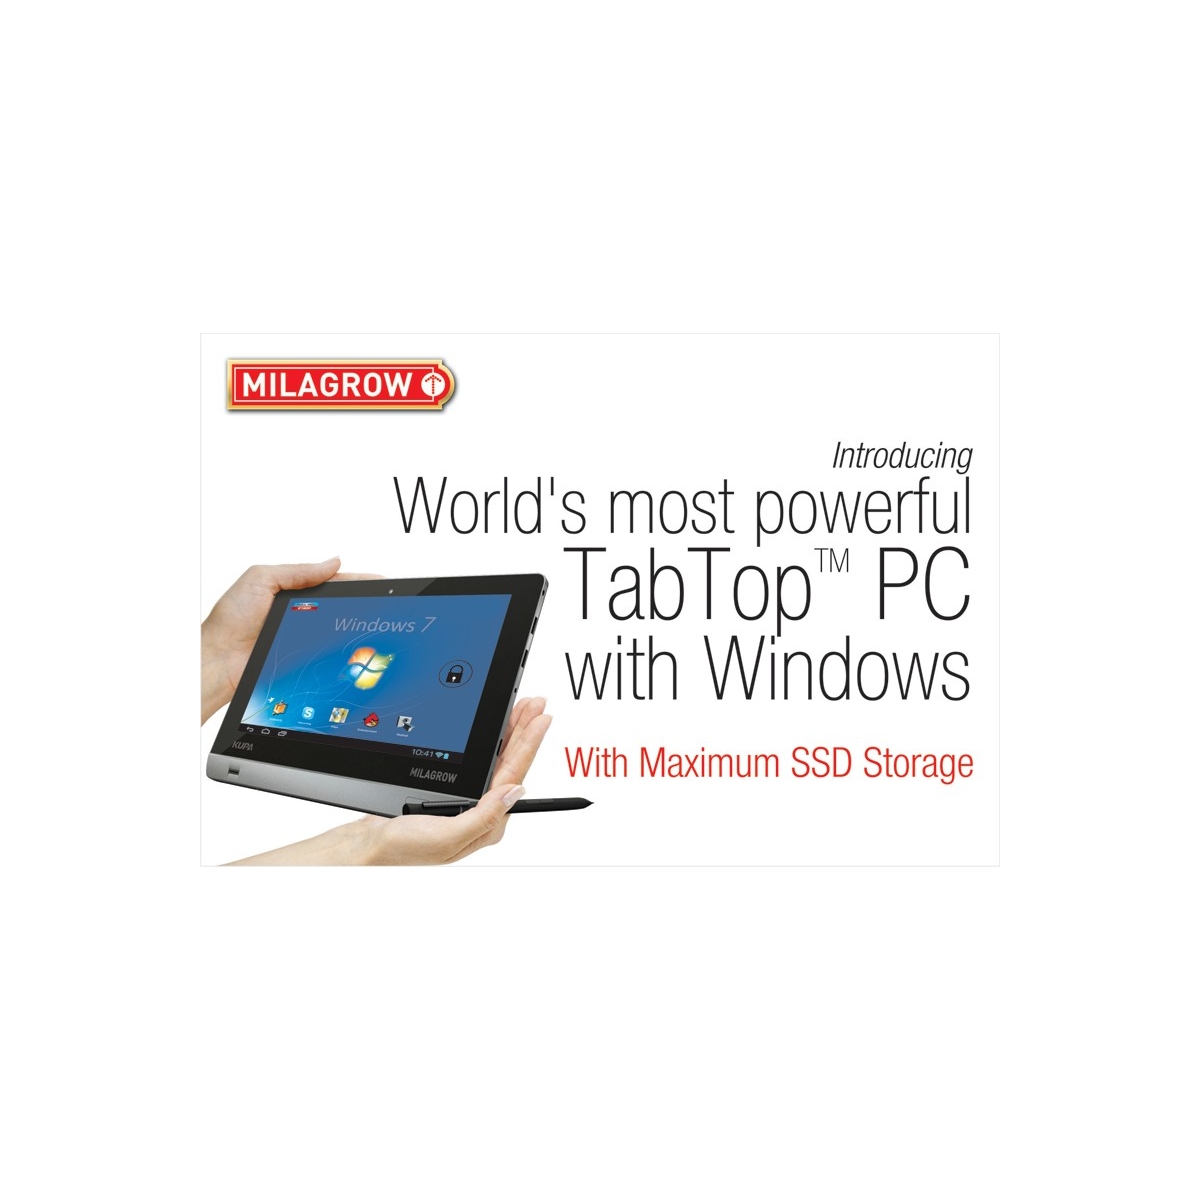 MILAGROW
Introducing
World's most powerful
TabTop™ PC
with Windows
With Maximum SSD Storage
Windows 7
10:41
KUPA
MILAGROW